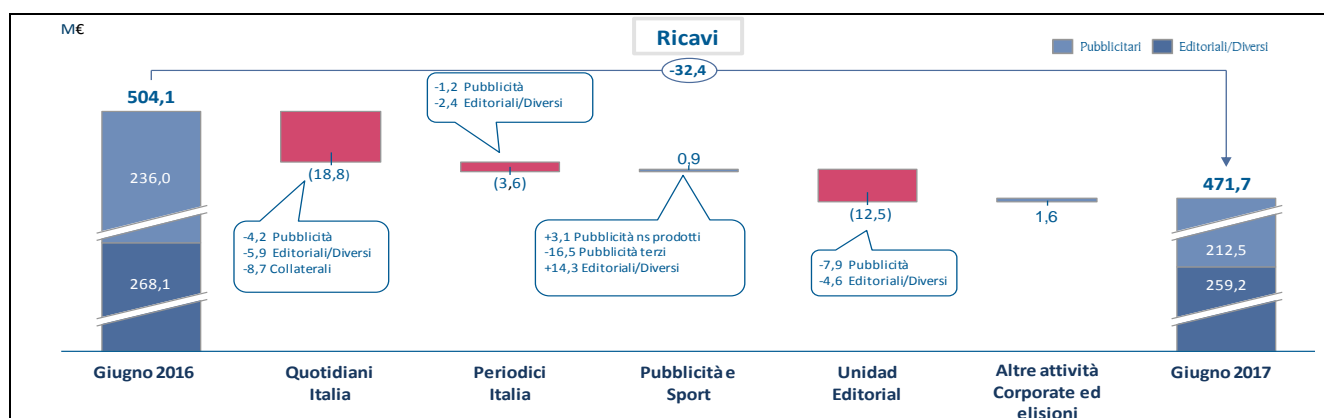 M€
Ricavi
Pubblicitari
Editoriali/Diversi
-32,4
504,1
236,0
268,1
(18,8)
-4,2 Pubblicità
-5,9 Editoriali/Diversi
-8,7 Collaterali
-1,2 Pubblicità
-2,4 Editoriali/Diversi
(3,6)
0,9
+3,1 Pubblicità ns prodotti
-16,5 Pubblicità terzi
+14,3 Editoriali/Diversi
(12,5)
-7,9 Pubblicità
-4,6 Editoriali/Diversi
1,6
471,7
212,5
259,2
Giugno 2016
Quotidiani
Italia
Periodici
Italia
Pubblicità e
Sport
Unidad
Editorial
Altre attività
Corporate ed
elisioni
Giugno 2017